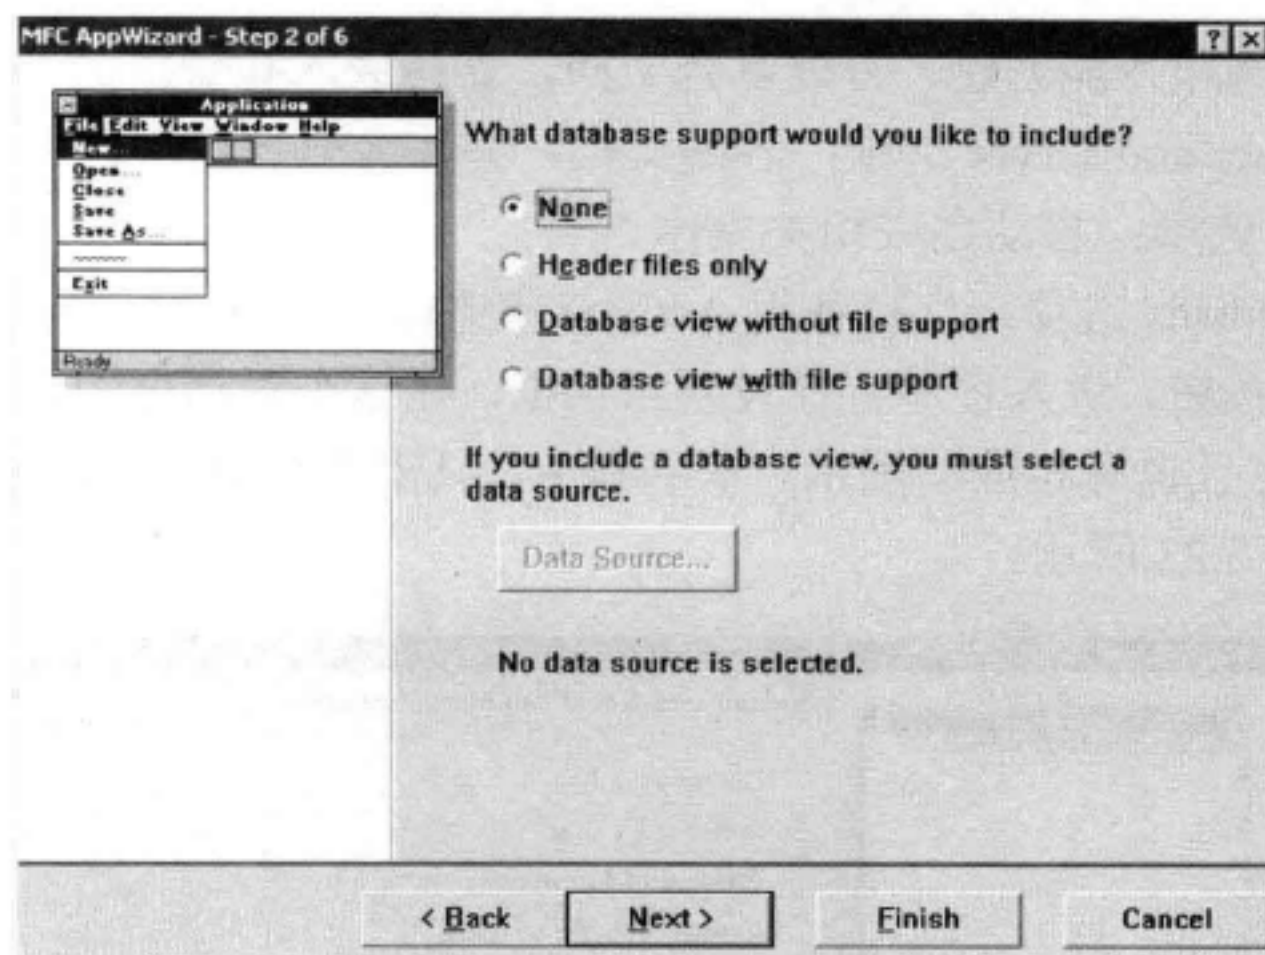 MFC AppWizard - Step 2 of 6
Application
File Edit View Window Help
New...
Open...
Close
Save
Save As...
Exit
Ready
What database support would you like to include?
None
Header files only
Database view without file support
Database view with file support
If you include a database view, you must select a
data source.
Data Source...
No data source is selected.
< Back
Next >
Finish
Cancel